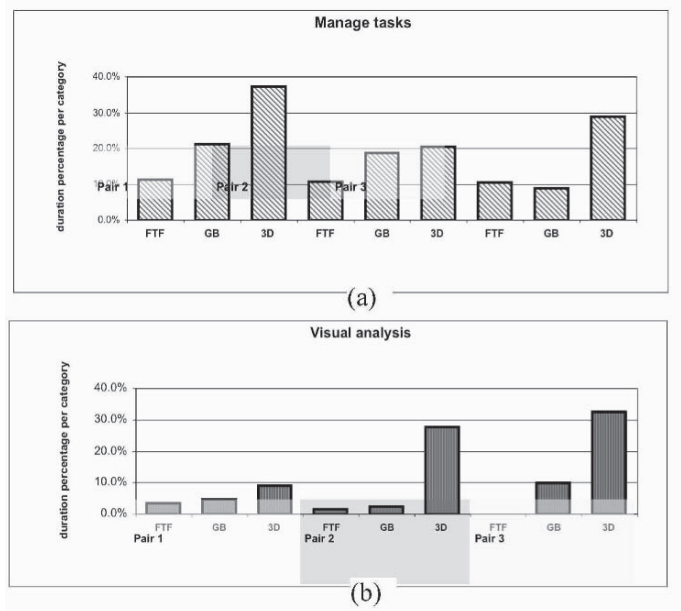 Manage tasks
duration percentage per category
40.0%
30.0%
20.0%
10.0%
0.0%
Pair 1
Pair 2
Pair 3
FTF GB 3D FTF GB 3D FTF GB 3D
(a)
Visual analysis
duration percentage per category
40.0%
30.0%
20.0%
10.0%
0.0%
FTF GB 3D FTF GB 3D FTF GB 3D
Pair 1 Pair 2 Pair 3
(b)